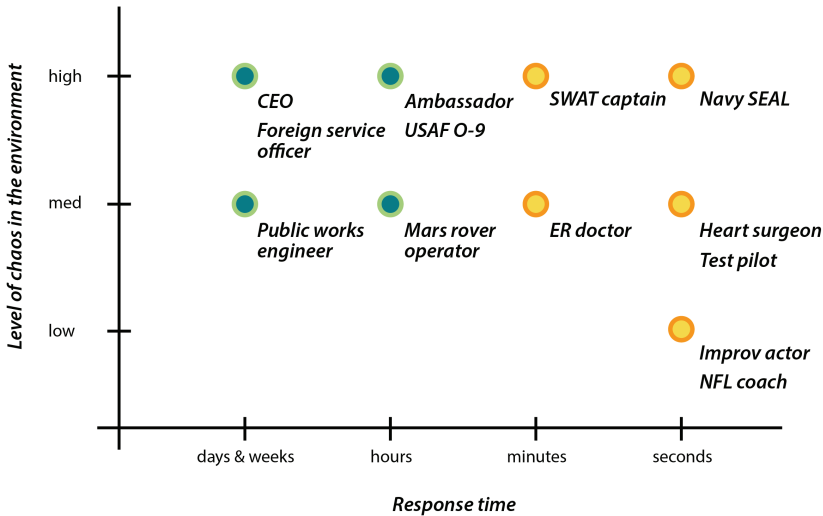 Level of chaos in the environment
high
CEO
Foreign service
officer
Ambassador
USAF O-9
SWAT captain
Navy SEAL
med
Public works
engineer
Mars rover
operator
ER doctor
Heart surgeon
Test pilot
low
Improv actor
NFL coach
days & weeks
hours
minutes
seconds
Response time